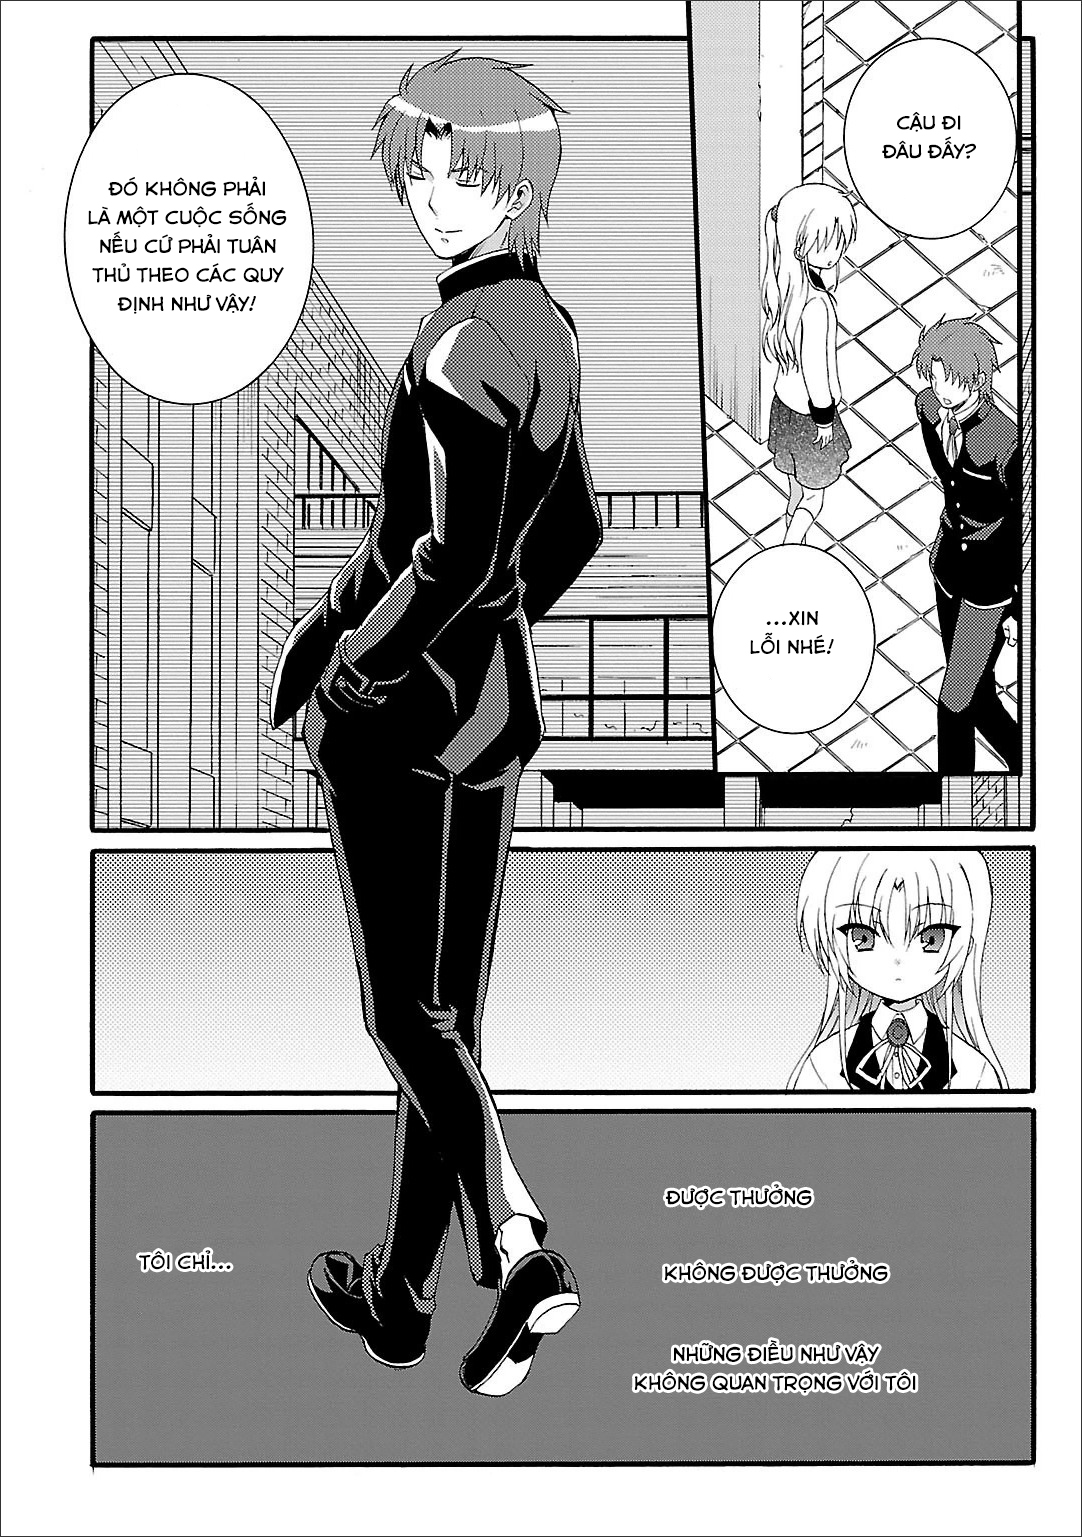 CẬU ĐI
ĐÂU ĐẤY?
...XIN
LỖI NHÉ!
ĐÓ KHÔNG PHẢI
LÀ MỘT CUỘC SỐNG
NẾU CỨ PHẢI TUÂN
THỦ THEO CÁC QUY
ĐỊNH NHƯ VẬY!
ĐƯỢC THƯỞNG
KHÔNG ĐƯỢC THƯỞNG
NHỮNG ĐIỀU NHƯ VẬY
KHÔNG QUAN TRỌNG VỚI TÔI
TÔI CHỈ...